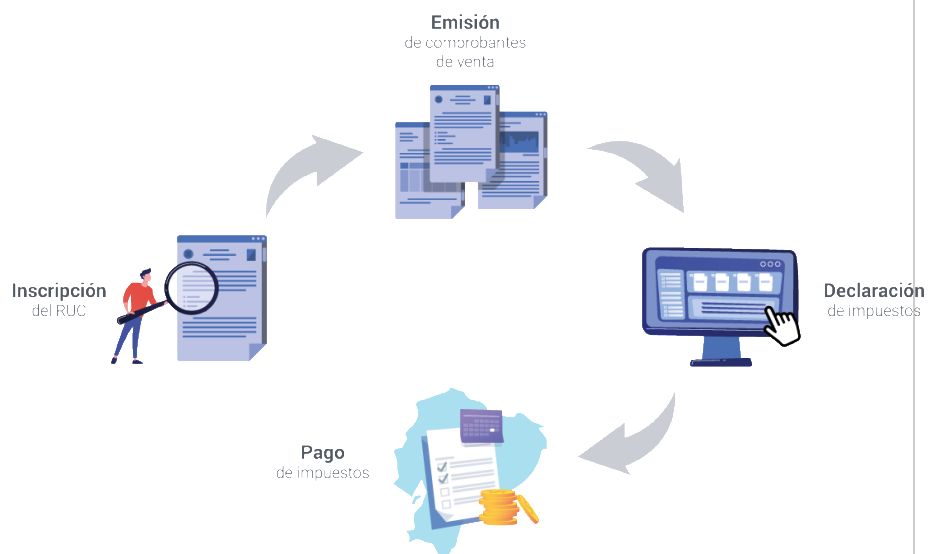 Emisión
de comprobantes
de venta
Inscripción
del RUC
Declaración
de impuestos
Pago
de impuestos